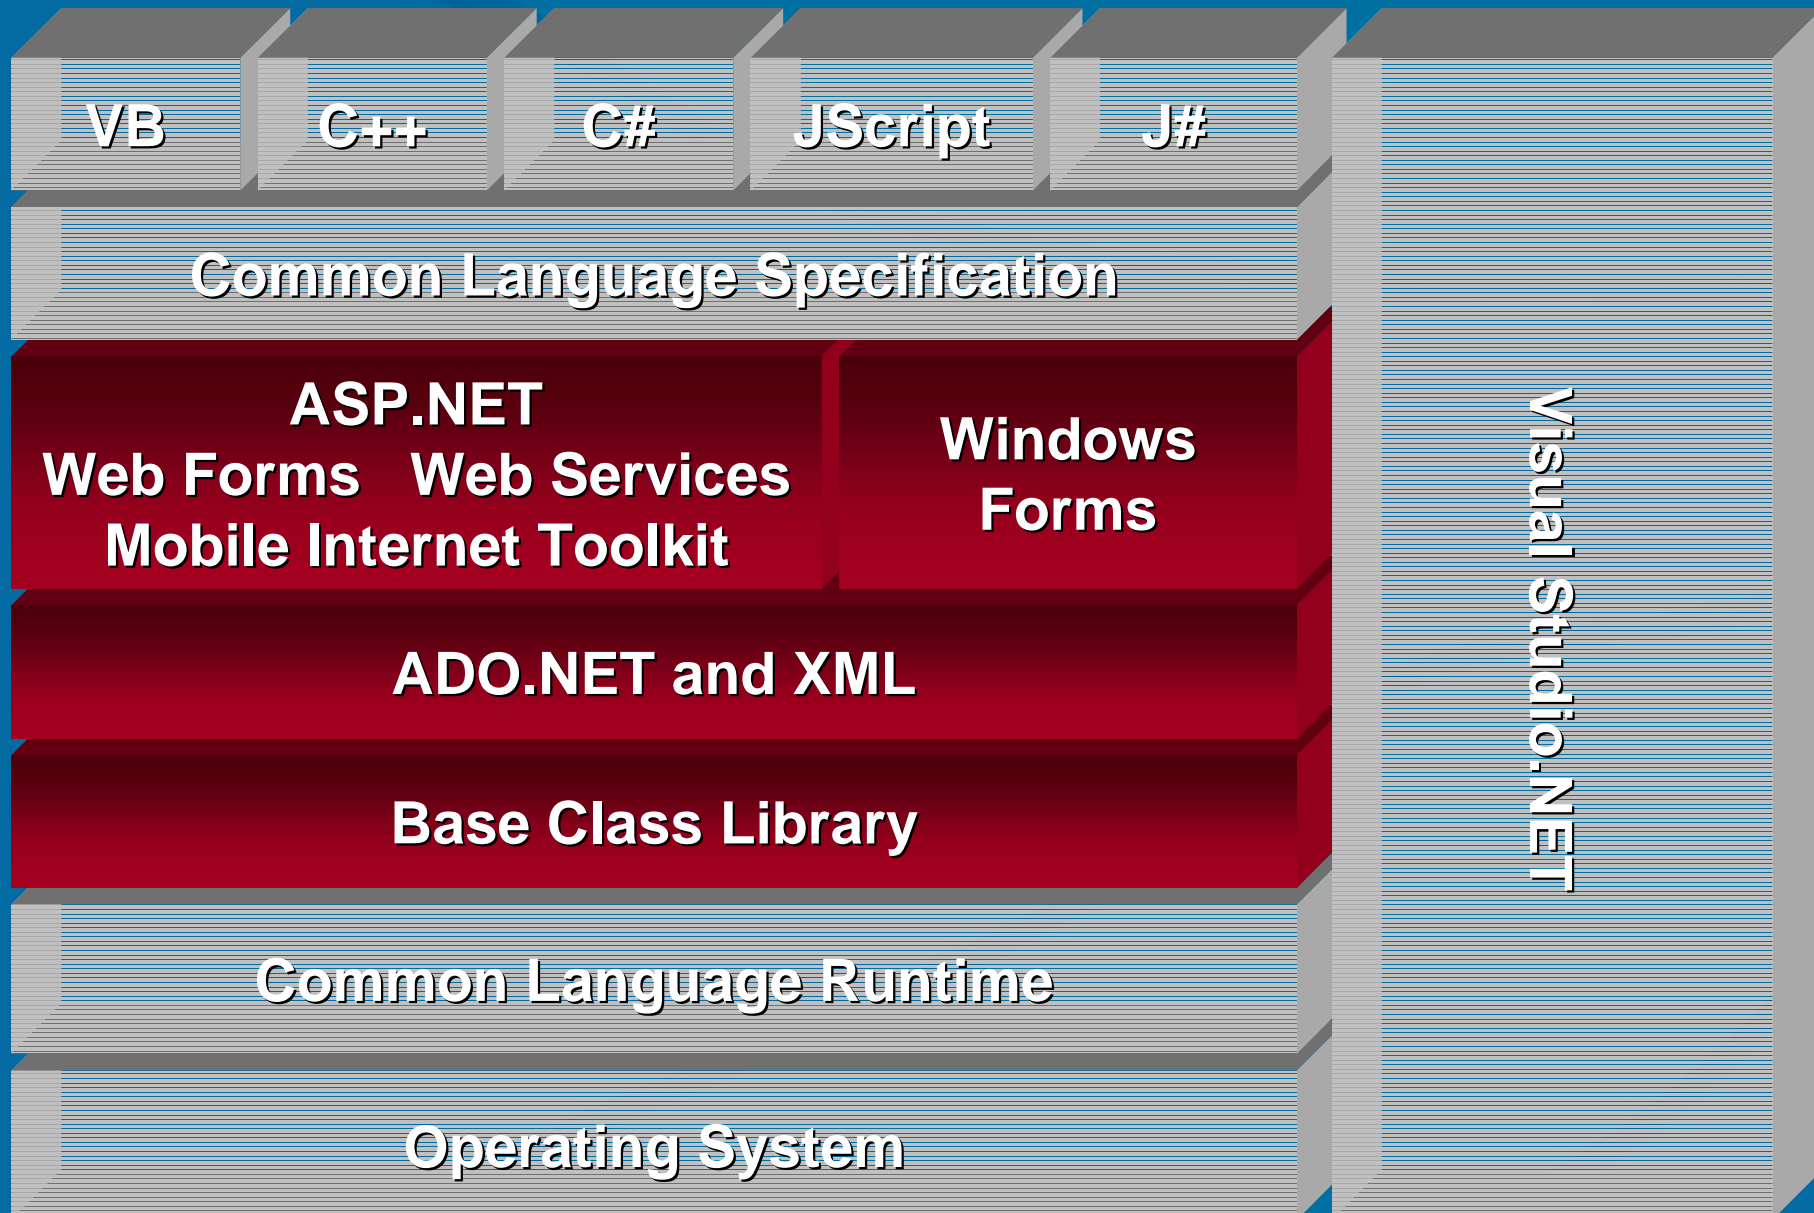 VB
C++
C#
JScript
J#
Common Language Specification
ASP.NET
Web Forms   Web Services
Mobile Internet Toolkit
Windows
Forms
ADO.NET and XML
Base Class Library
Common Language Runtime
Operating System
Visual Studio.NET